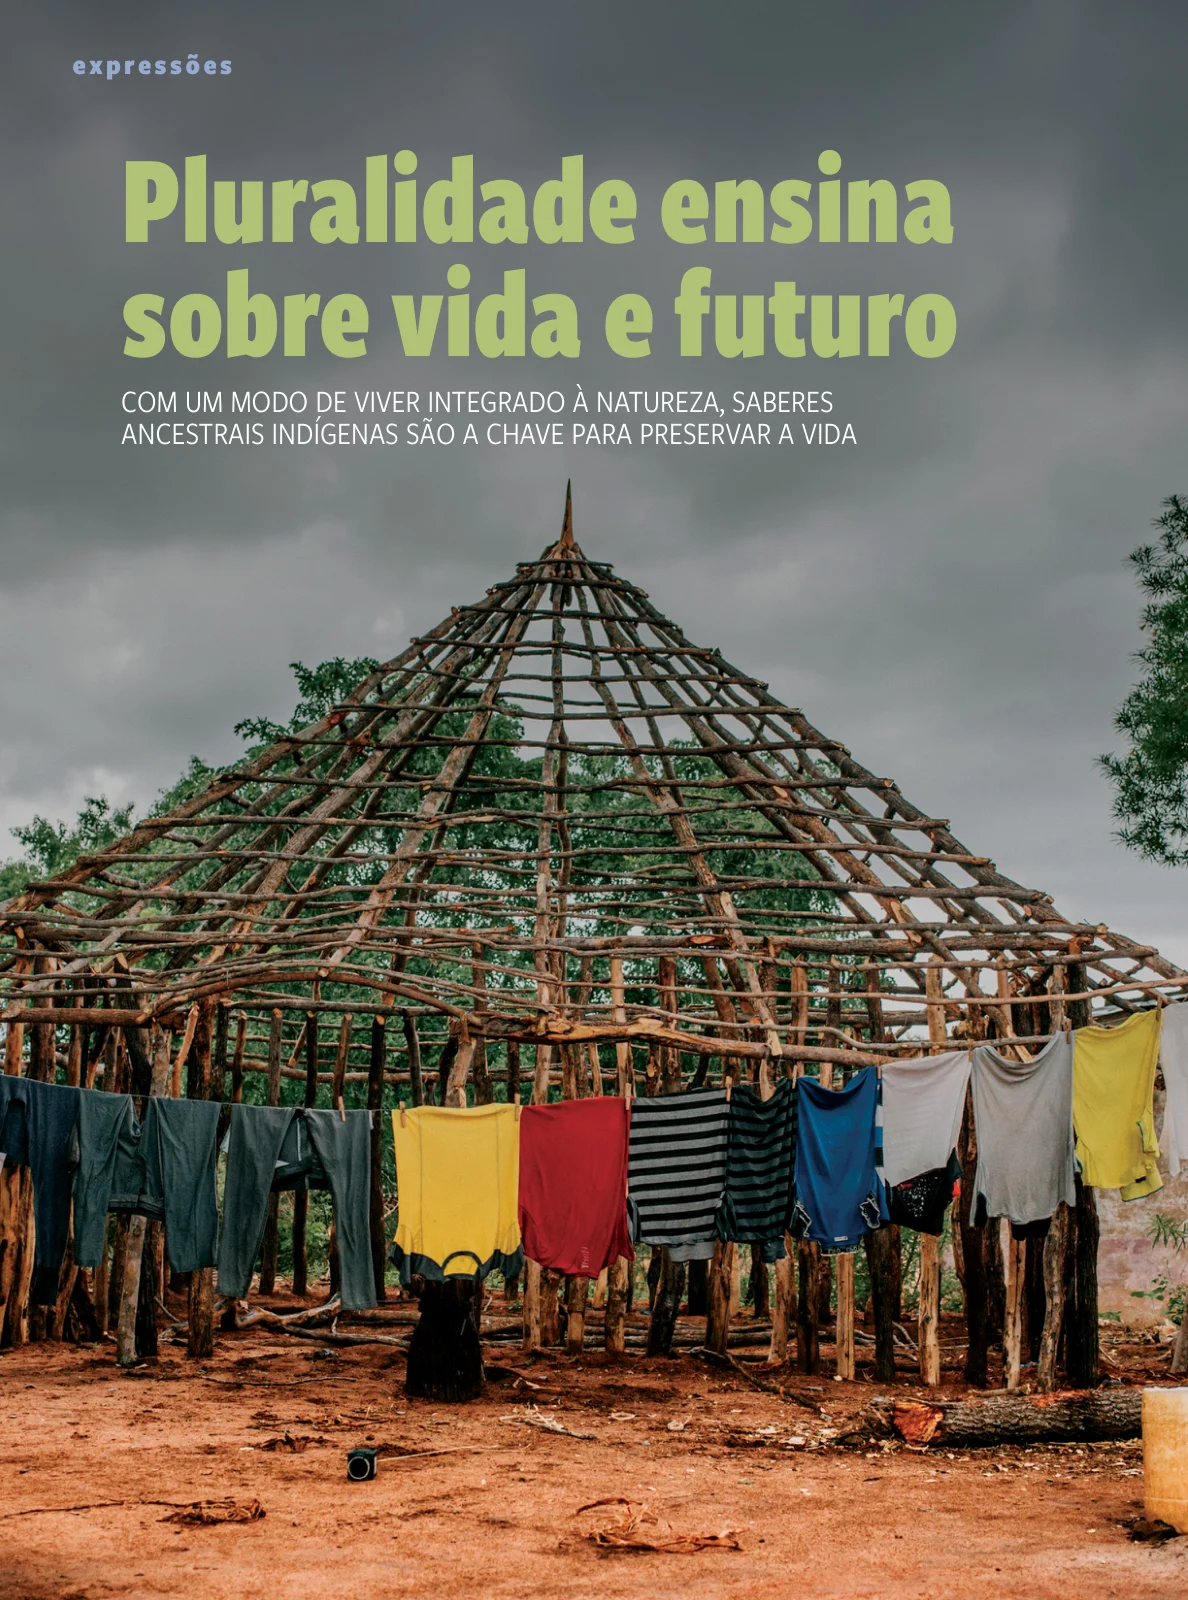 expressões
Pluralidade ensina
sobre vida e futuro
COM UM MODO DE VIVER INTEGRADO À NATUREZA, SABERES
ANCESTRAIS INDÍGENAS SÃO A CHAVE PARA PRESERVAR A VIDA